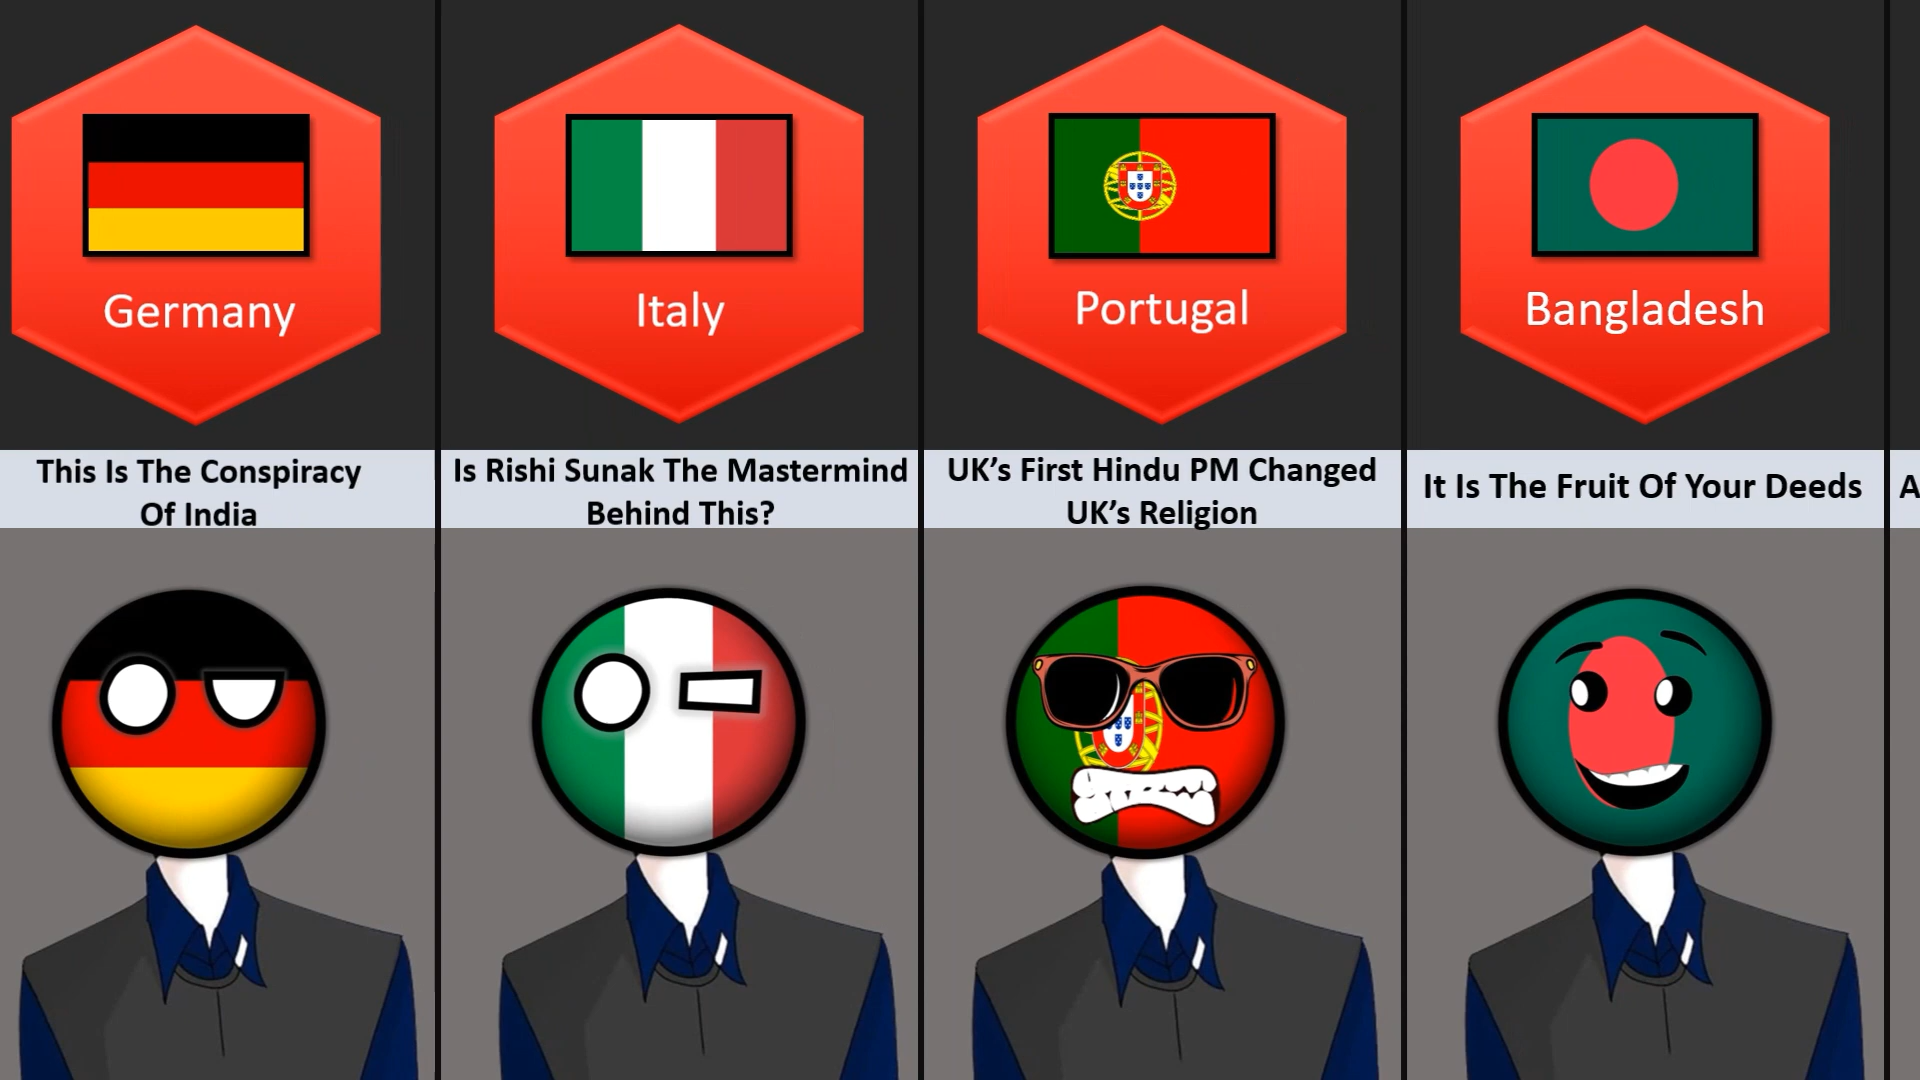 Germany
Italy
Portugal
Bangladesh
This Is The Conspiracy
Of India
Is Rishi Sunak The Mastermind
Behind This?
UK’s First Hindu PM Changed
UK’s Religion
It Is The Fruit Of Your Deeds